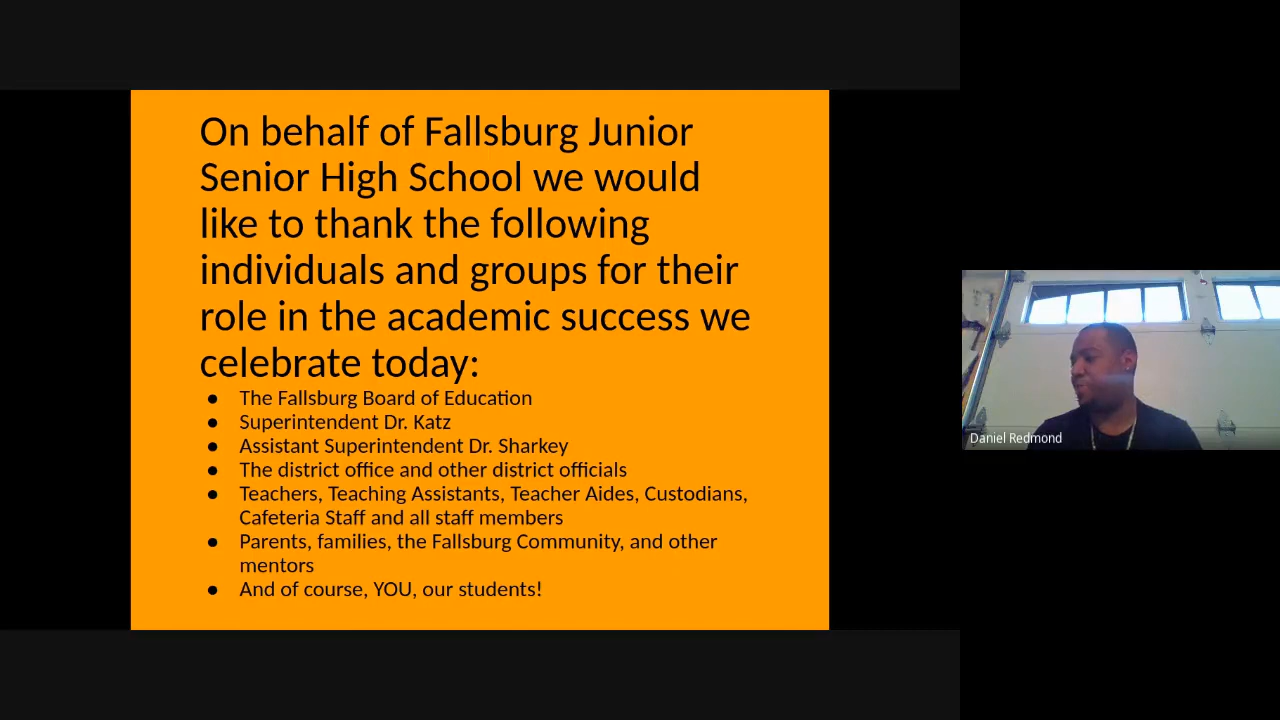 On behalf of Fallsburg Junior
Senior High School we would
like to thank the following
individuals and groups for their
role in the academic success we
celebrate today:
● The Fallsburg Board of Education
● Superintendent Dr. Katz
● Assistant Superintendent Dr. Sharkey
● The district office and other district officials
● Teachers, Teaching Assistants, Teacher Aides, Custodians,
Cafeteria Staff and all staff members
● Parents, families, the Fallsburg Community, and other
mentors
● And of course, YOU, our students!
Daniel Redmond